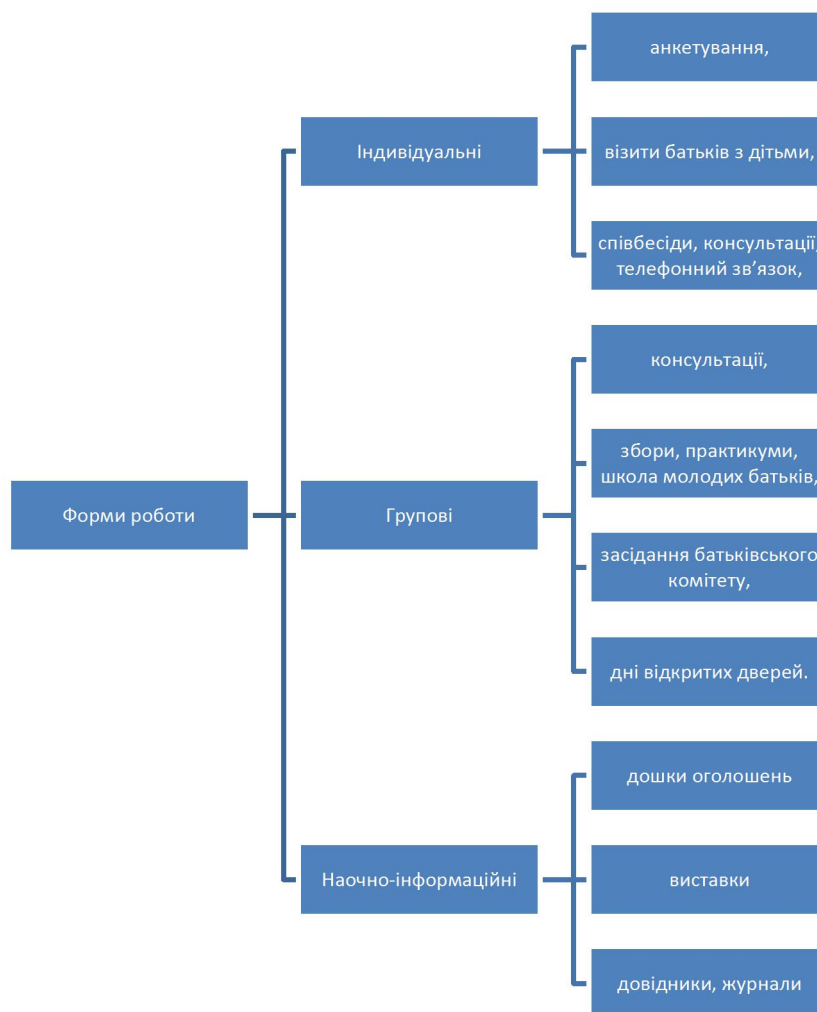 Форми роботи
Індивідуальні
анкетування,
візити батьків з дітьми,
співбесіди, консультації,
телефонний зв’язок,
Групові
консультації,
збори, практикуми,
школа молодих батьків,
засідання батьківського
комітету,
дні відкритих дверей.
Наочно-інформаційні
дошки оголошень
виставки
довідники, журнали